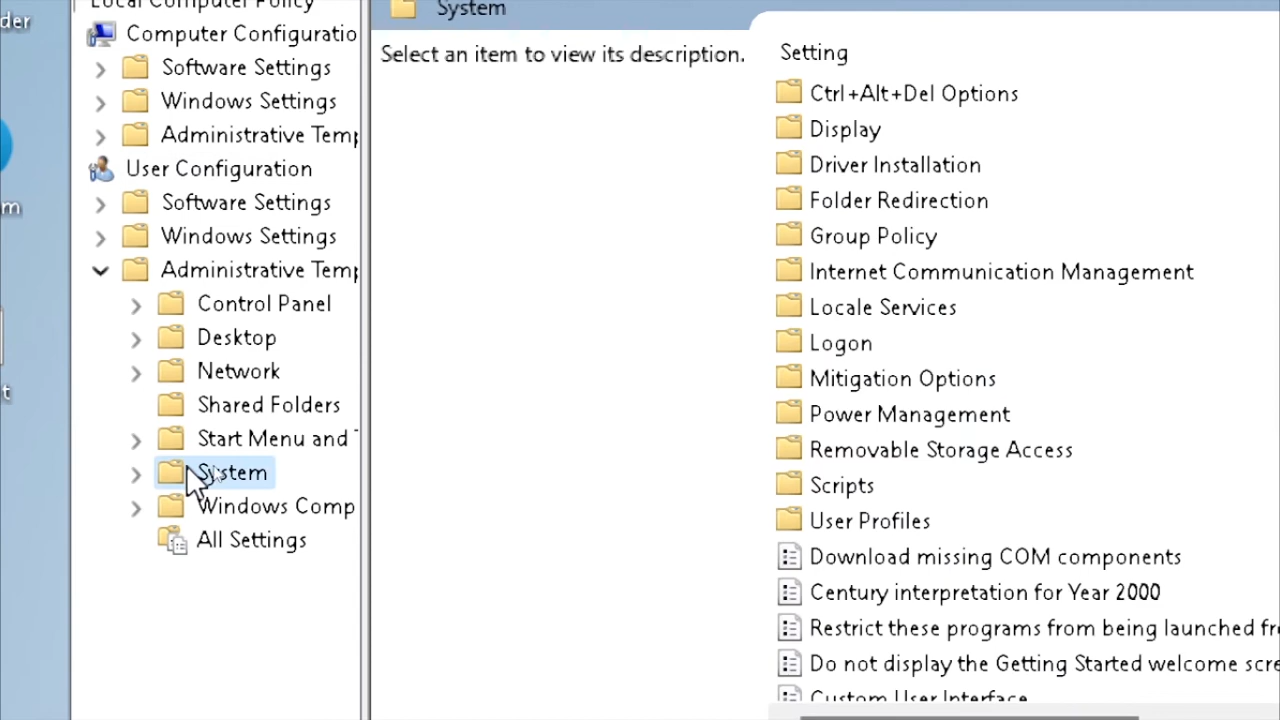 der
m
t
Local Computer Policy
Computer Configuratio
Software Settings
Windows Settings
Administrative Temp
User Configuration
Software Settings
Windows Settings
Administrative Temp
Control Panel
Desktop
Network
Shared Folders
Start Menu and T
System
Windows Comp
All Settings
System
Select an item to view its description.
Setting
Ctrl+Alt+Del Options
Display
Driver Installation
Folder Redirection
Group Policy
Internet Communication Management
Locale Services
Logon
Mitigation Options
Power Management
Removable Storage Access
Scripts
User Profiles
Download missing COM components
Century interpretation for Year 2000
Restrict these programs from being launched fr
Do not display the Getting Started welcome scre
Custom User Interface